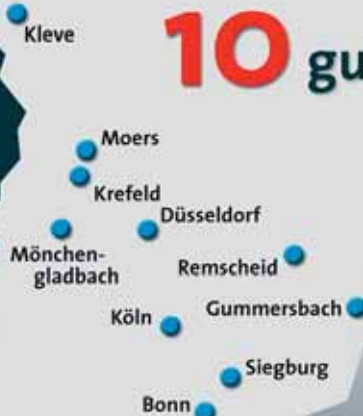 Kleve
10 gu
Moers
Krefeld
Düsseldorf
Mönchen-
gladbach
Remscheid
Gummersbach
Köln
Siegburg
Bonn